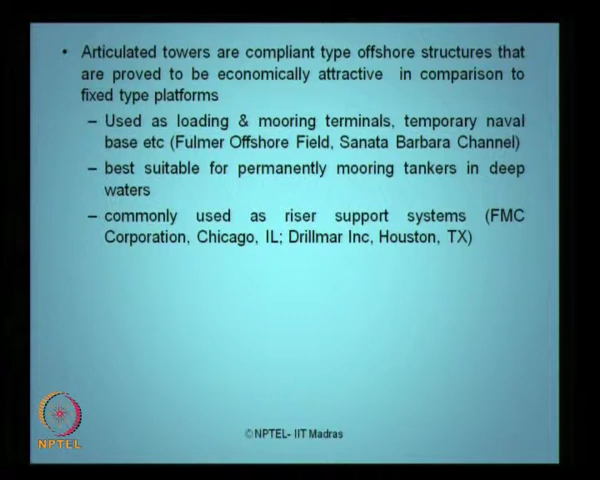 • Articulated towers are compliant type offshore structures that
are proved to be economically attractive in comparison to
fixed type platforms
– Used as loading & mooring terminals, temporary naval
base etc (Fulmer Offshore Field, Sanata Barbara Channel)
– best suitable for permanently mooring tankers in deep
waters
– commonly used as riser support systems (FMC
Corporation, Chicago, IL; Drillmar Inc, Houston, TX)
NPTEL
©NPTEL- IIT Madras